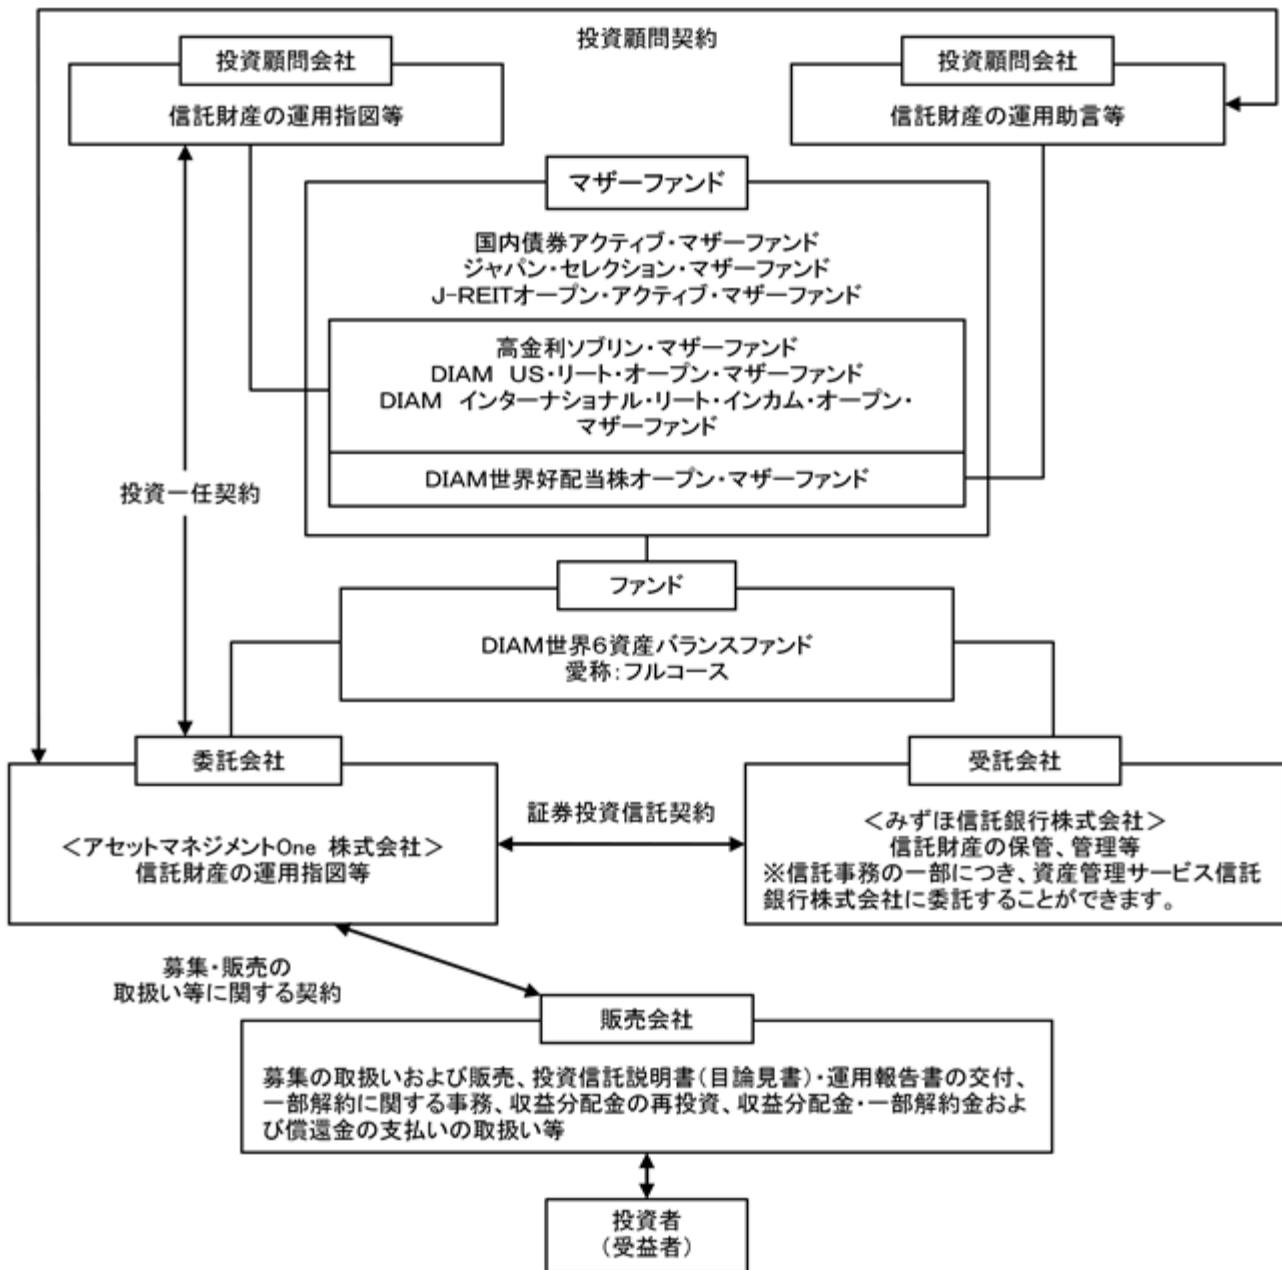 投資顧問契約
投資顧問会社
信託財産の運用指図等
投資顧問会社
信託財産の運用助言等
マザーファンド
国内債券アクティブ・マザーファンド
ジャパン・セレクション・マザーファンド
J-REITオープン・アクティブ・マザーファンド
高金利ソブリン・マザーファンド
DIAM US・リート・オープン・マザーファンド
DIAM インターナショナル・リート・インカム・オープン・
マザーファンド
DIAM世界好配当株オープン・マザーファンド
投資一任契約
ファンド
DIAM世界6資産バランスファンド
愛称：フルコース
委託会社
＜アセットマネジメントOne 株式会社＞
信託財産の運用指図等
証券投資信託契約
受託会社
＜みずほ信託銀行株式会社＞
信託財産の保管、管理等
※信託事務の一部につき、資産管理サービス信託
銀行株式会社に委託することができます。
募集・販売の
取扱い等に関する契約
販売会社
募集の取扱いおよび販売、投資信託説明書（目論見書）・運用報告書の交付、
一部解約に関する事務、収益分配金の再投資、収益分配金・一部解約金およ
び償還金の支払いの取扱い等
投資者
（受益者）